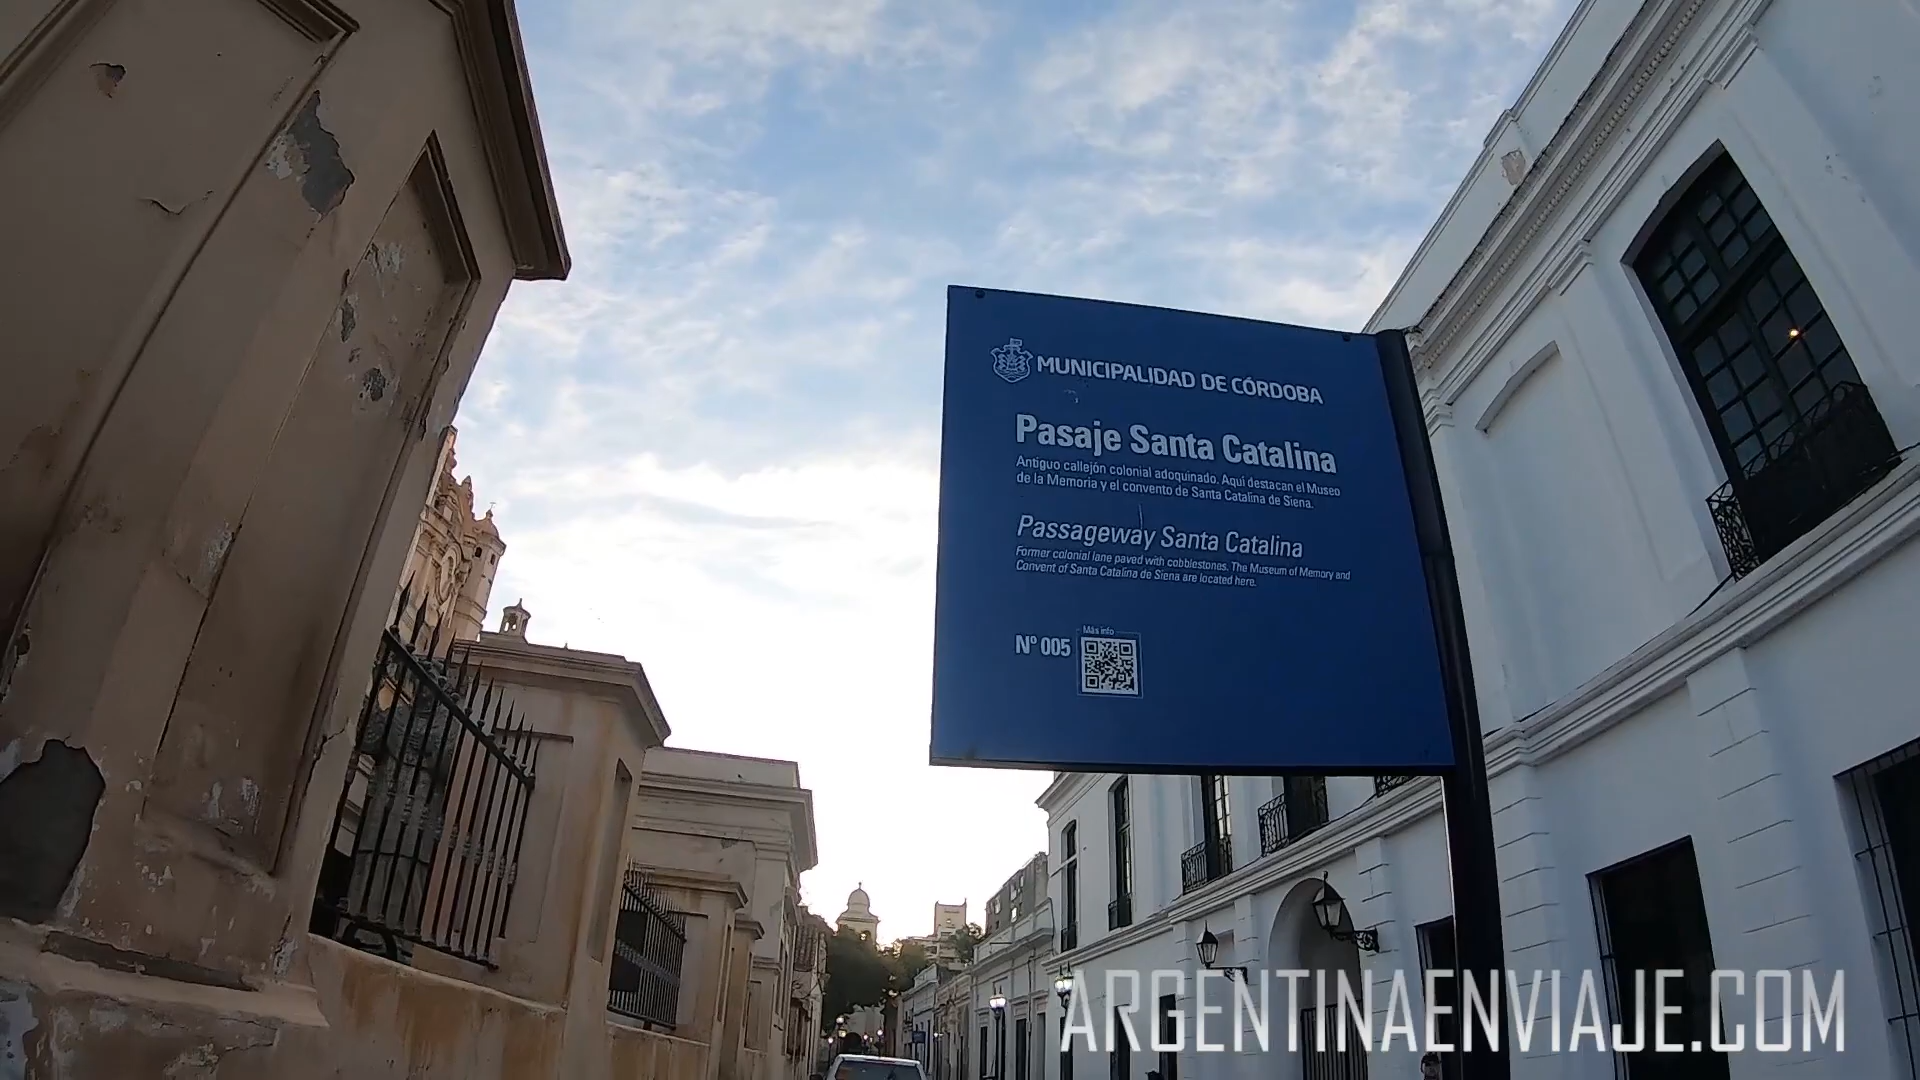 MUNICIPALIDAD DE CÓRDOBA
Pasaje Santa Catalina
Antiguo callejón colonial adoquinado. Aquí destacan el Museo
de la Memoria y el convento de Santa Catalina de Siena.
Passageway Santa Catalina
Former colonial lane paved with cobblestones. The Museum of Memory and
Convent of Santa Catalina de Siena are located here.
Más info
Nº 005
ARGENTINAENVIAJE.COM